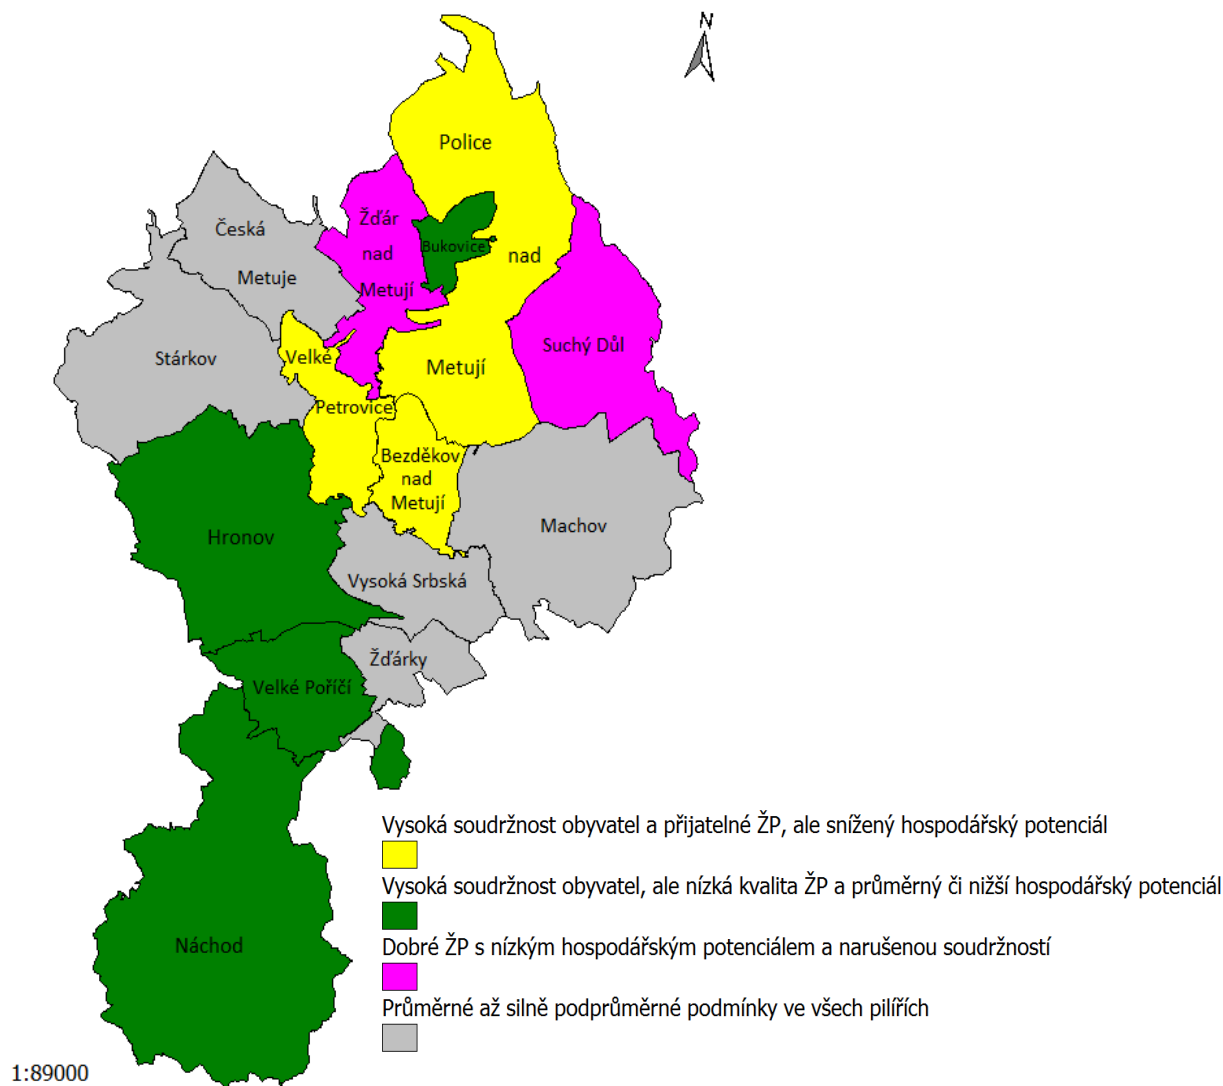 N
Police
Žďár
nad
Metují
Bukovice
nad
Česká
Metuje
Stárkov
Velké
Petrovice
Metují
Suchý Důl
Bezděkov
nad
Metují
Machov
Hronov
Vysoká Srbská
Žďárky
Velké Poříčí
Náchod
Vysoká soudržnost obyvatel a přijatelné ŽP, ale snížený hospodářský potenciál
Vysoká soudržnost obyvatel, ale nízká kvalita ŽP a průměrný či nižší hospodářský potenciál
Dobré ŽP s nízkým hospodářským potenciálem a narušenou soudržností
Průměrné až silně podprůměrné podmínky ve všech pilířích
1:89000